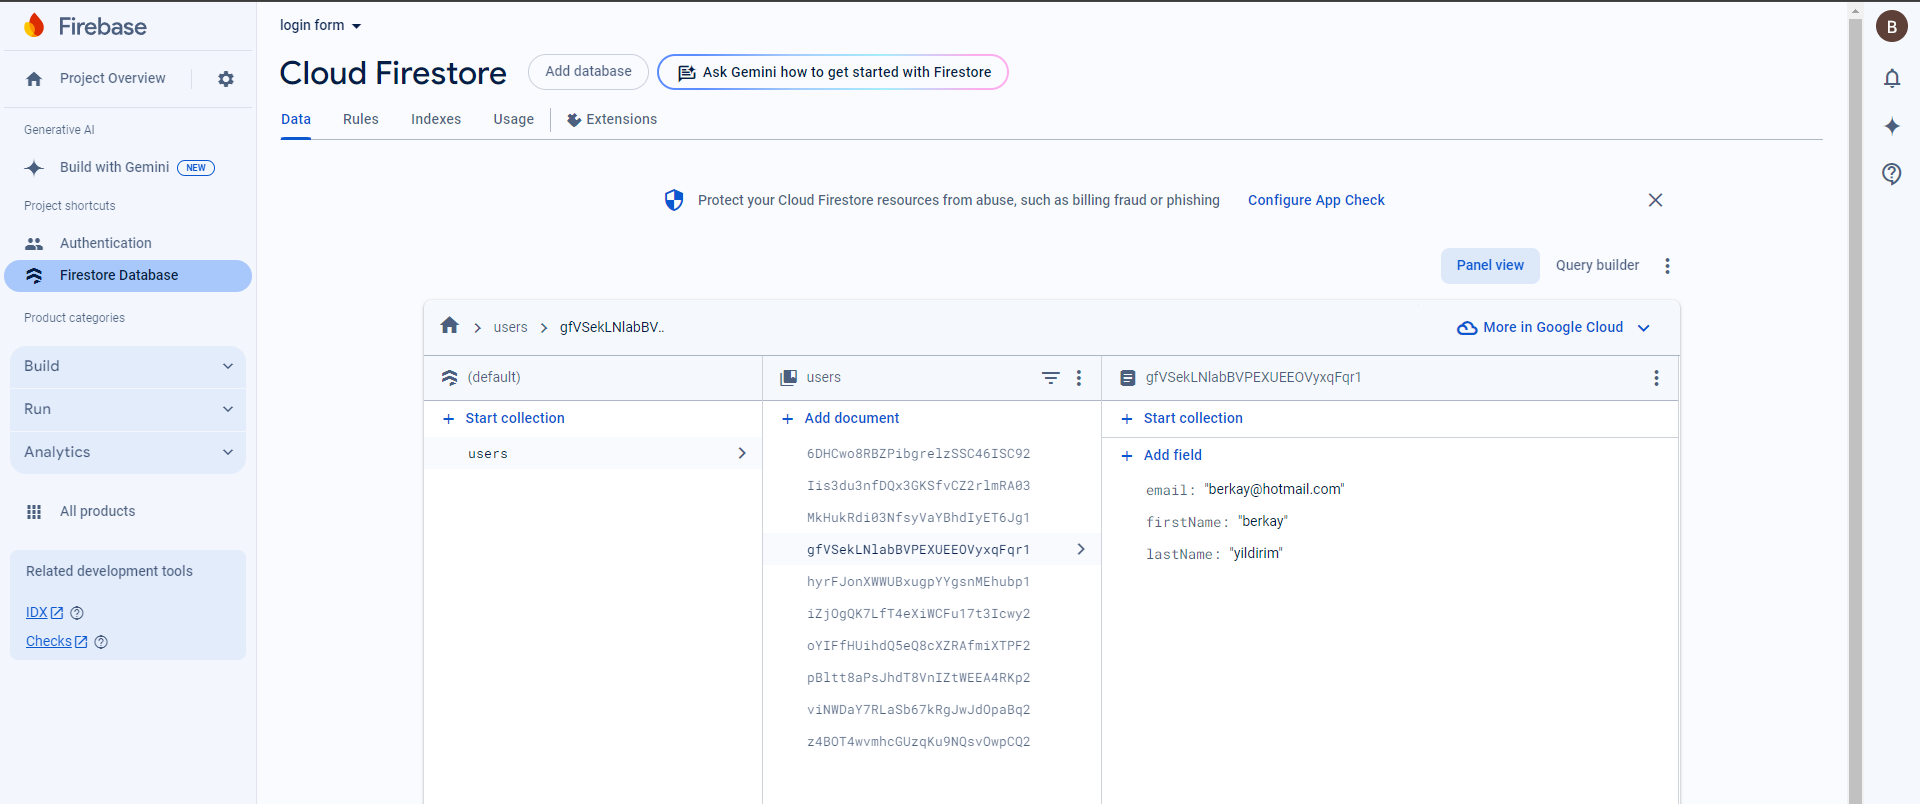 Firebase
Project Overview
Generative AI
Build with Gemini NEW
Project shortcuts
Authentication
Firestore Database
Product categories
Build
Run
Analytics
All products
Related development tools
IDX
Checks
login form
Cloud Firestore
Add database
Ask Gemini how to get started with Firestore
Data Rules Indexes Usage Extensions
Protect your Cloud Firestore resources from abuse, such as billing fraud or phishing Configure App Check
Panel view Query builder
users gfVSekLNlabBV..
More in Google Cloud
(default)
+ Start collection
users
users
+ Add document
6DHCwo8RBZPibgrelzSSC46ISC92
Iis3du3nfDQx3GKSfvCZ2rlmRA03
MkHukRdi03NfsyVaYBhdIyET6Jg1
gfVSekLNlabBVPEXUEEOVyxqFqr1
hyrFJonXWWUBxugpYYgsnMEhubp1
iZjOgQK7LfT4eXiWCFu17t3Icwy2
oYIFfHUihdQ5eQ8cXZRAfmiXTPF2
pBltt8aPsJhdT8VnIZtWEEA4RKp2
viNWDaY7RLaSb67kRgJwJdOpaBq2
z4BOT4wvmhcGUzqKu9NQsvOwpCQ2
gfVSekLNlabBVPEXUEEOVyxqFqr1
+ Start collection
+ Add field
email: "berkay@hotmail.com"
firstName: "berkay"
lastName: "yildirim"
B